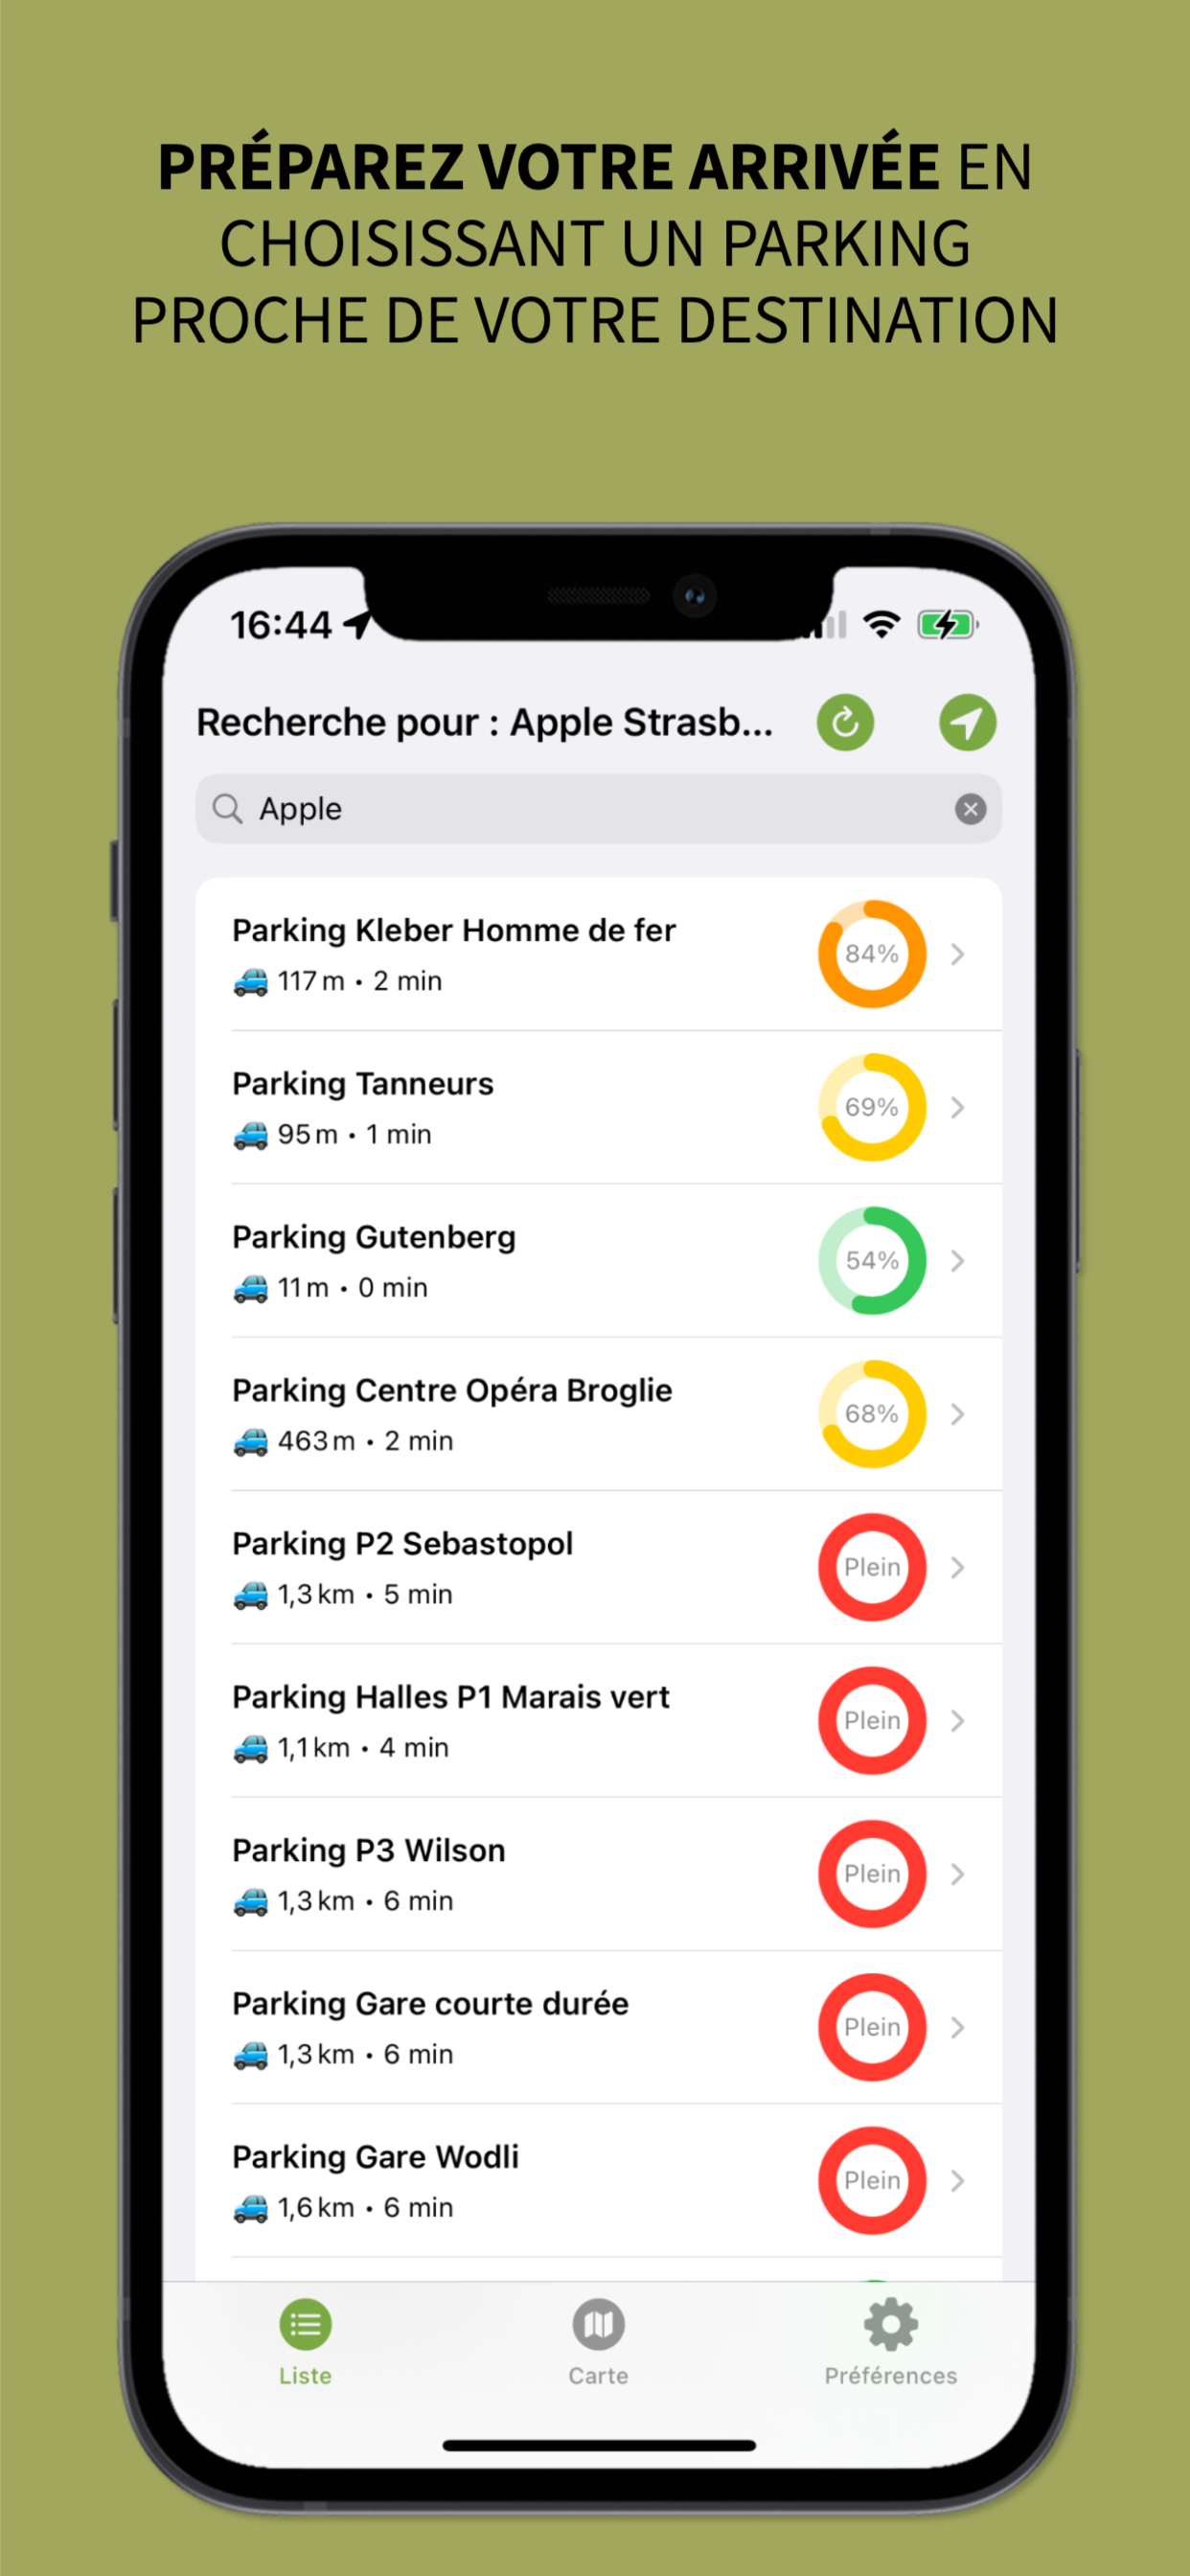 PRÉPAREZ VOTRE ARRIVÉE EN
CHOISISSANT UN PARKING
PROCHE DE VOTRE DESTINATION
16:44
Recherche pour : Apple Strasb...
Apple
Parking Kleber Homme de fer
117 m • 2 min
84%
Parking Tanneurs
95 m • 1 min
69%
Parking Gutenberg
11 m • 0 min
54%
Parking Centre Opéra Broglie
463 m • 2 min
68%
Parking P2 Sebastopol
1,3 km • 5 min
Plein
Parking Halles P1 Marais vert
1,1 km • 4 min
Plein
Parking P3 Wilson
1,3 km • 6 min
Plein
Parking Gare courte durée
1,3 km • 6 min
Plein
Parking Gare Wodli
1,6 km • 6 min
Plein
Liste
Carte
Préférences